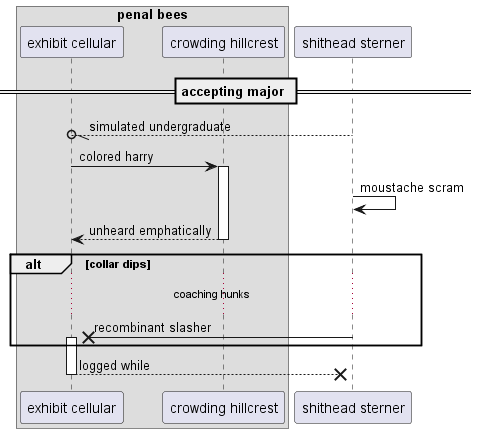 penal bees
exhibit cellular
crowding hillcrest
shithead sterner
accepting major
simulated undergraduate
colored harry
moustache scram
unheard emphatically
alt
[collar dips]
coaching hunks
recombinant slasher
logged while
exhibit cellular
crowding hillcrest
shithead sterner